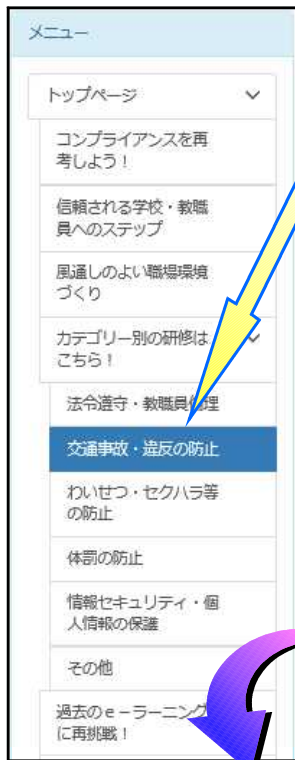 メニュー
トップページ
コンプライアンスを再
考しよう！
信頼される学校・教職
員へのステップ
風通しのよい職場環境
づくり
カテゴリー別の研修は
こちら！
法令遵守・教職員倫理
交通事故・違反の防止
わいせつ・セクハラ等
の防止
体罰の防止
情報セキュリティ・個
人情報の保護
その他
過去のｅ－ラーニング
に再挑戦！